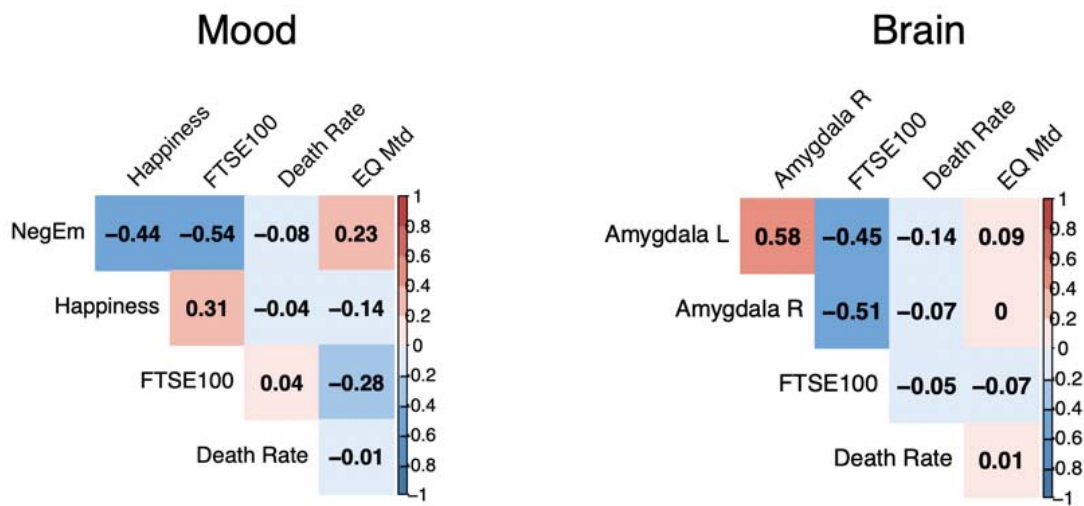 Mood
Happiness
FTSE100
Death Rate
EQ Mtd
NegEm
−0.44 −0.54 −0.08 0.23
Happiness
0.31 −0.04 −0.14
FTSE100
0.04 −0.28
Death Rate
−0.01
1
0.8
0.6
0.4
0.2
0
−0.2
−0.4
−0.6
−0.8
−1
Brain
Amygdala R
FTSE100
Death Rate
EQ Mtd
Amygdala L
0.58 −0.45 −0.14 0.09
Amygdala R
−0.51 −0.07 0
FTSE100
−0.05 −0.07
Death Rate
0.01
1
0.8
0.6
0.4
0.2
0
−0.2
−0.4
−0.6
−0.8
−1